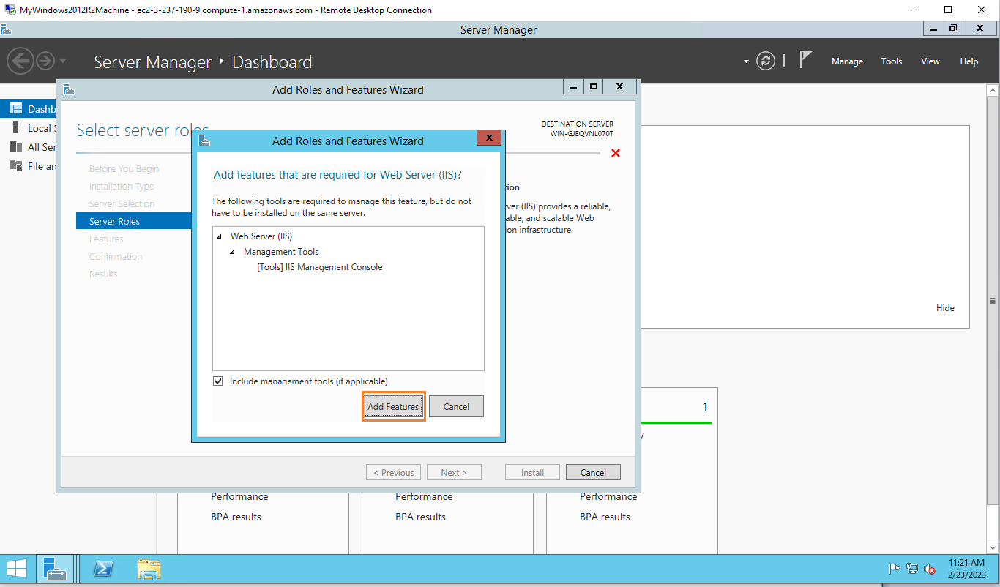 MyWindows2012R2Machine - ec2-3-237-190-9.compute-1.amazonaws.com - Remote Desktop Connection
Server Manager
Server Manager ‣ Dashboard
Manage Tools View Help
Add Roles and Features Wizard
Dashb
Local S
All Ser
File an
Select server roles
DESTINATION SERVER
WIN-GJEQVNL070T
Before You Begin
Installation Type
Server Selection
Server Roles
Features
Confirmation
Results
Add Roles and Features Wizard
Add features that are required for Web Server (IIS)?
The following tools are required to manage this feature, but do not
have to be installed on the same server.
Web Server (IIS)
Management Tools
[Tools] IIS Management Console
Include management tools (if applicable)
Add Features Cancel
tion
ver (IIS) provides a reliable,
able, and scalable Web
ion infrastructure.
< Previous Next > Install Cancel
Hide
1
Performance Performance Performance
BPA results BPA results BPA results
11:21 AM
2/23/2023